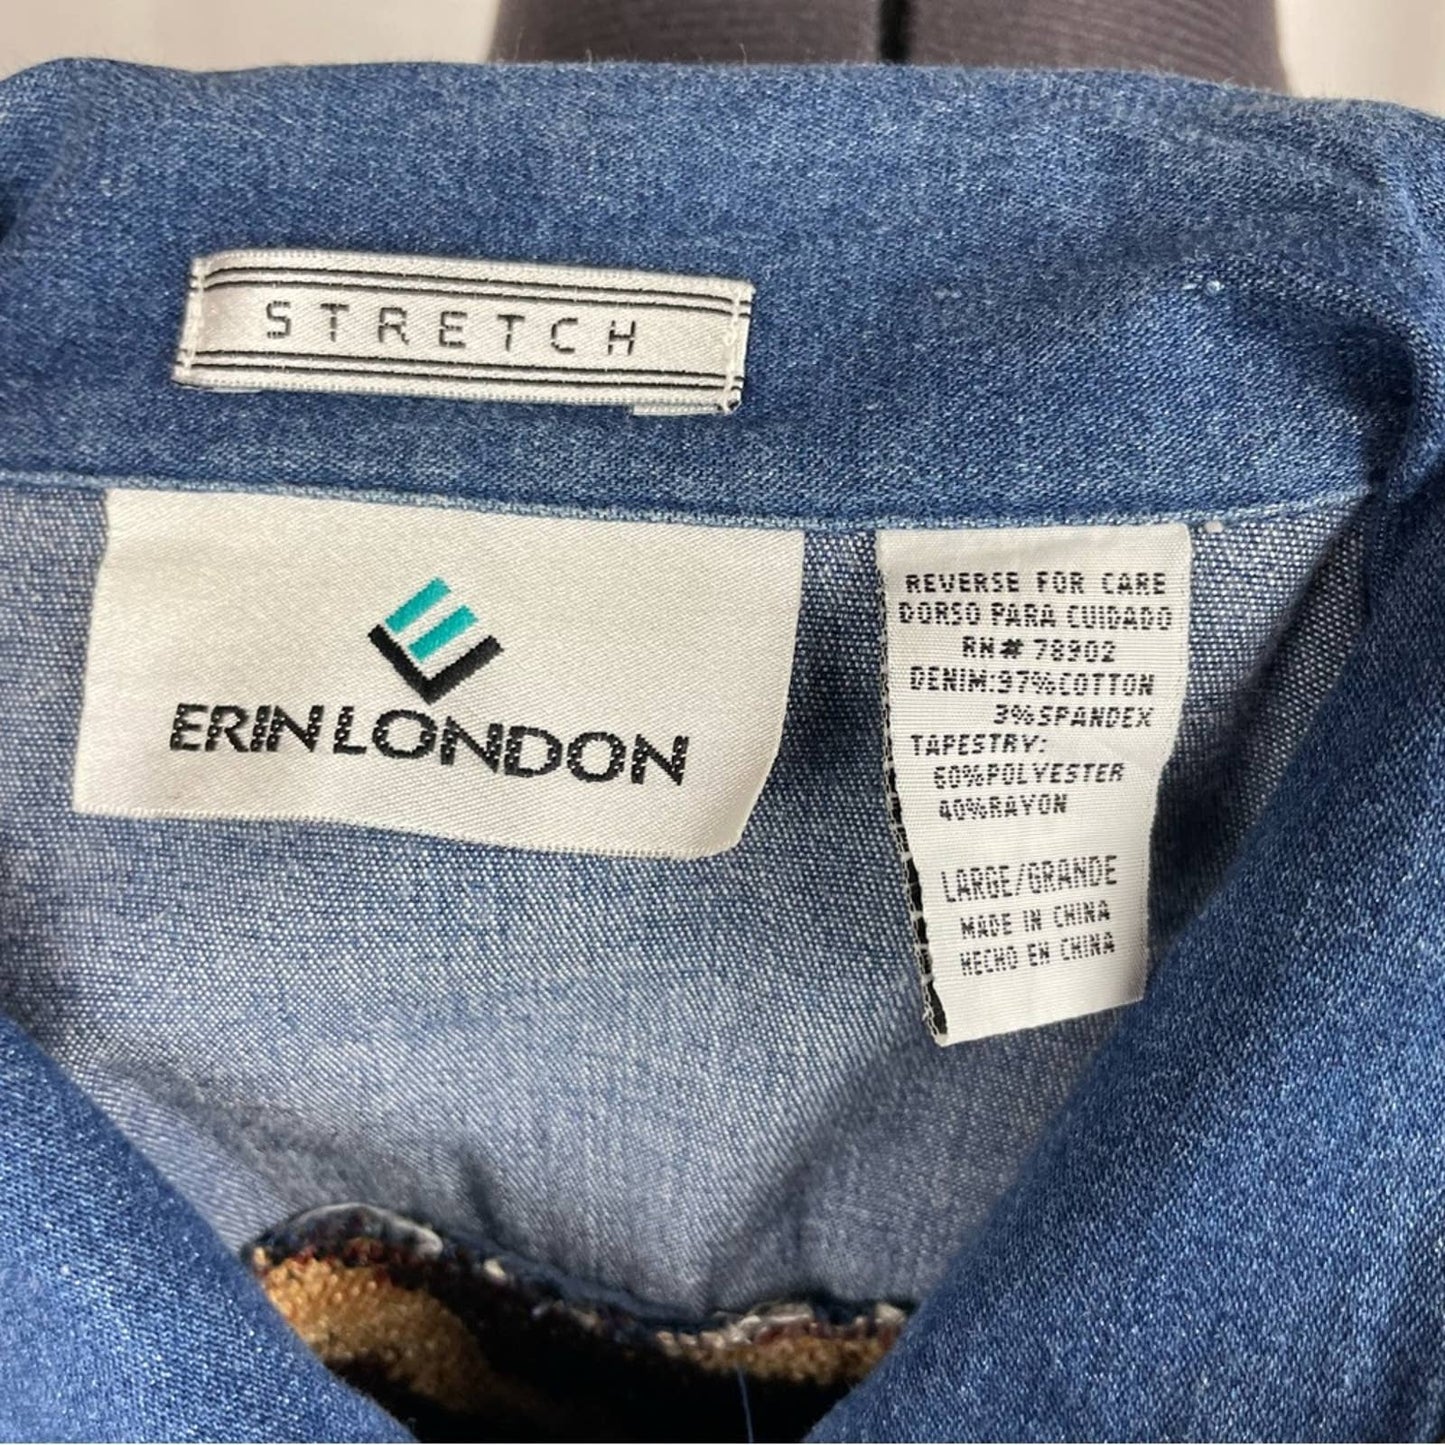 STRETCH
ERIN LONDON
REVERSE FOR CARE
DORSO PARA CUIDADO
RN# 78902
DENIM:97%COTTON
3%SPANDEX
TAPESTRY:
60%POLYESTER
40%RAYON
LARGE/GRANDE
MADE IN CHINA
HECHO EN CHINA